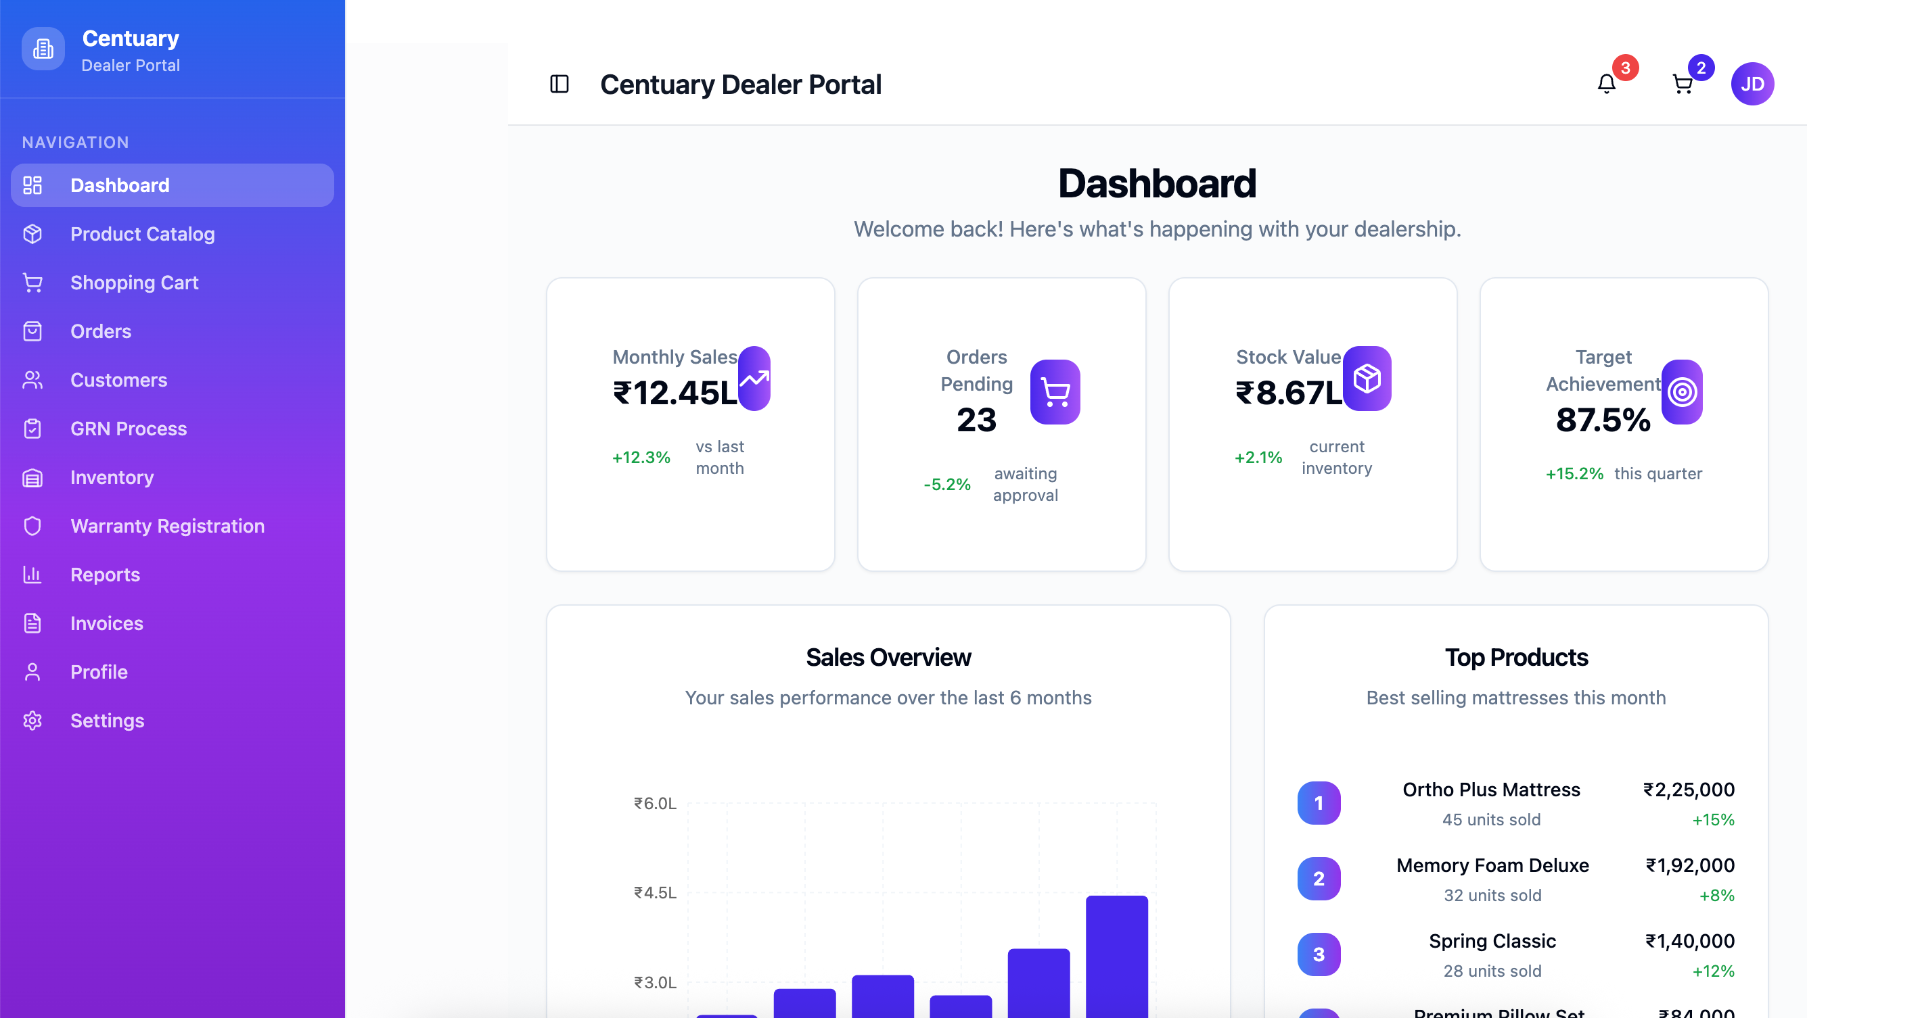 Centuary
Dealer Portal
NAVIGATION
Dashboard
Product Catalog
Shopping Cart
Orders
Customers
GRN Process
Inventory
Warranty Registration
Reports
Invoices
Profile
Settings
Centuary Dealer Portal
3
2
JD
Dashboard
Welcome back! Here's what's happening with your dealership.
Monthly Sales
₹12.45L
+12.3%
vs last
month
Orders
Pending
23
-5.2%
awaiting
approval
Stock Value
₹8.67L
+2.1%
current
inventory
Target
Achievement
87.5%
+15.2% this quarter
Sales Overview
Your sales performance over the last 6 months
₹6.0L
₹4.5L
₹3.0L
Top Products
Best selling mattresses this month
1
Ortho Plus Mattress
₹2,25,000
45 units sold
+15%
2
Memory Foam Deluxe
₹1,92,000
32 units sold
+8%
3
Spring Classic
₹1,40,000
28 units sold
+12%
Premium Pillow Set
₹84,000